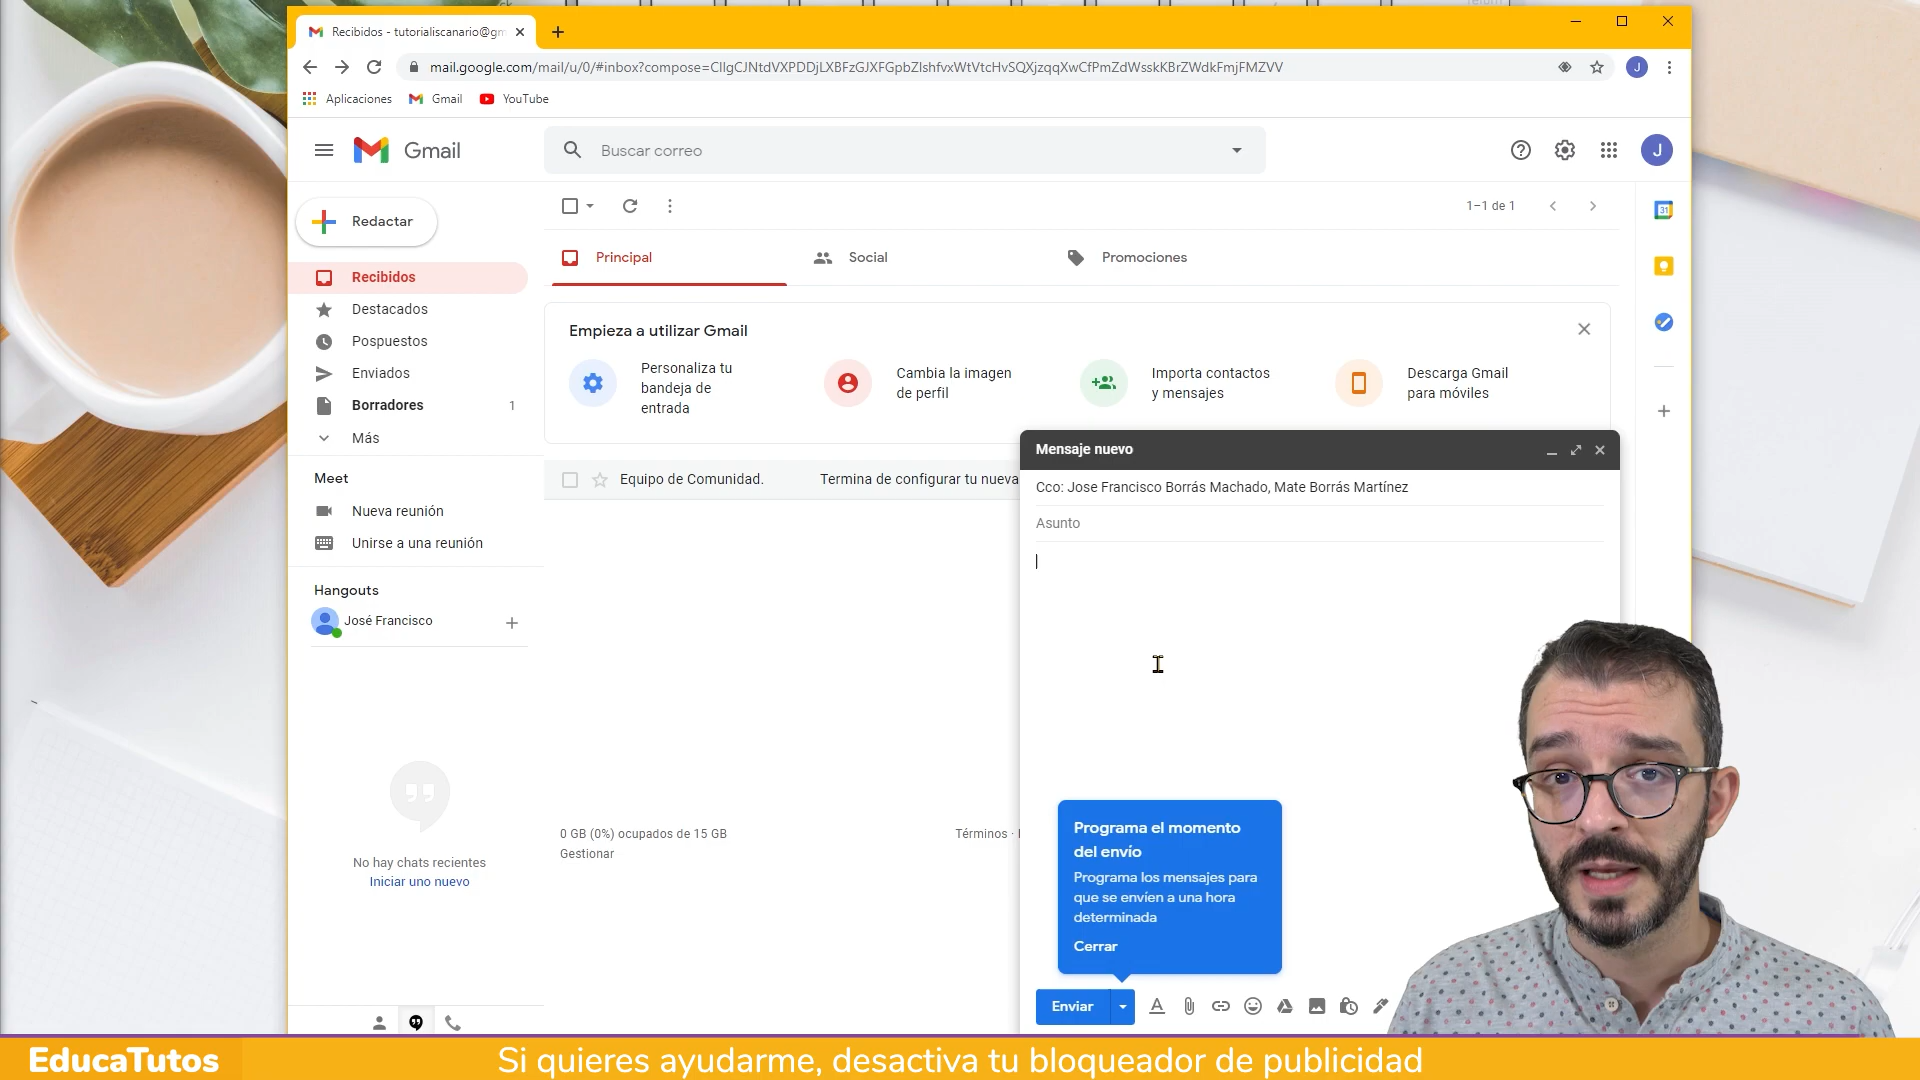 Recibidos - tutorialiscanario@gm
mail.google.com/mail/u/0/#inbox?compose=CllgCJNtdVXPDDjLXBFzGJXFGpbZlshfvxWtVtcHvSQXjzqqXwCfPmZdWsskKBrZWdkFmjFMZVV
J
Aplicaciones
Gmail
YouTube
Gmail
Buscar correo
J
Redactar
1–1 de 1
31
Recibidos
Destacados
Pospuestos
Enviados
Borradores 1
Más
Principal
Social
Promociones
Empieza a utilizar Gmail
Personaliza tu
bandeja de
entrada
Cambia la imagen
de perfil
Importa contactos
y mensajes
Descarga Gmail
para móviles
Equipo de Comunidad.
Termina de configurar tu nueva
Meet
Nueva reunión
Unirse a una reunión
Hangouts
José Francisco
No hay chats recientes
Iniciar uno nuevo
0 GB (0%) ocupados de 15 GB
Gestionar
Términos ·
Mensaje nuevo
Cco: Jose Francisco Borrás Machado, Mate Borrás Martínez
Asunto
Programa el momento
del envío
Programa los mensajes para
que se envíen a una hora
determinada
Cerrar
Enviar
EducaTutos
Si quieres ayudarme, desactiva tu bloqueador de publicidad